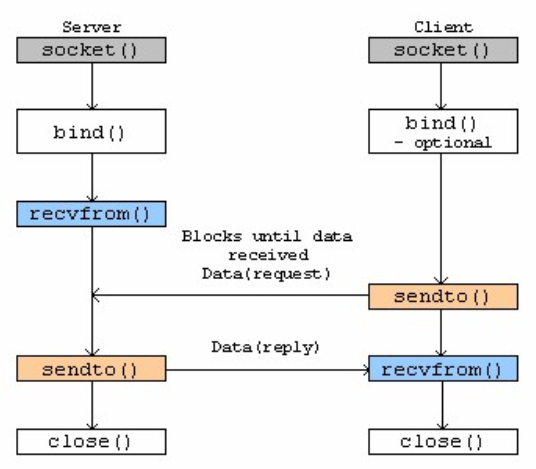 Server
Client
socket()
socket()
bind()
bind()
- optional
recvfrom()
Blocks until data
received
Data(request)
sendto()
Data(reply)
sendto()
recvfrom()
close()
close()